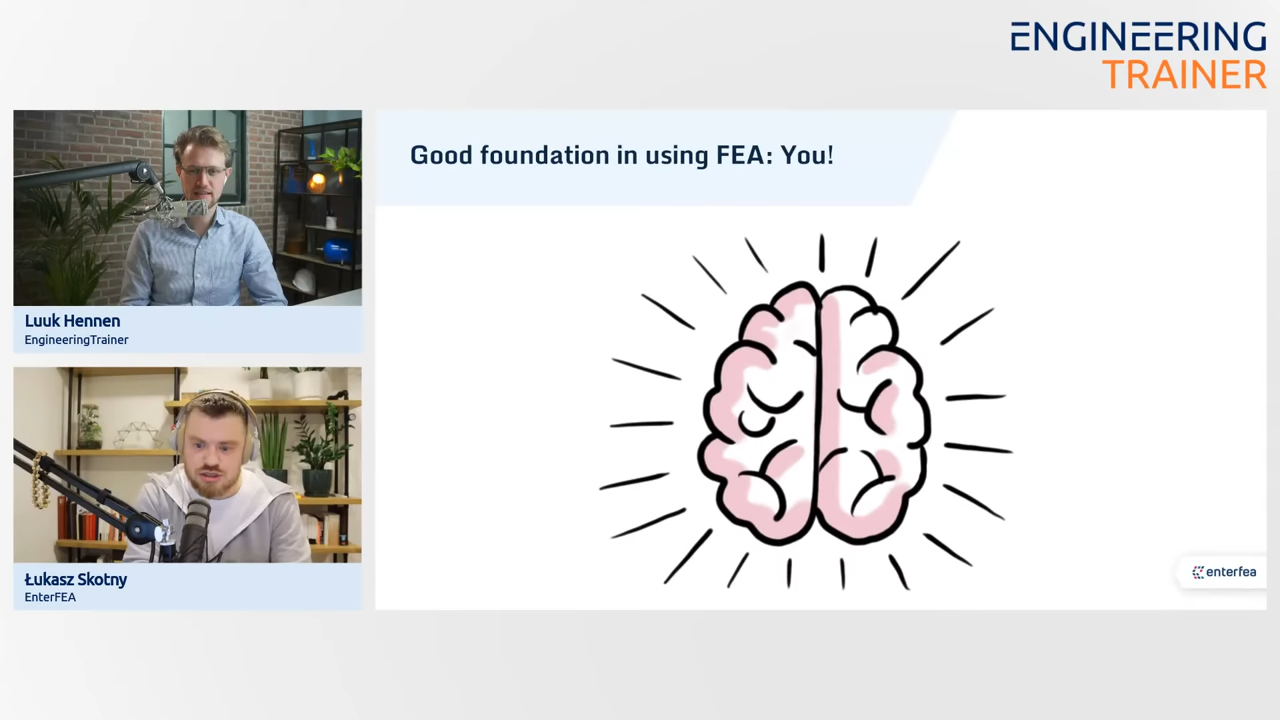 ENGINEERING
TRAINER
Good foundation in using FEA: You!
Luuk Hennen
EngineeringTrainer
Łukasz Skotny
EnterFEA
enterfea